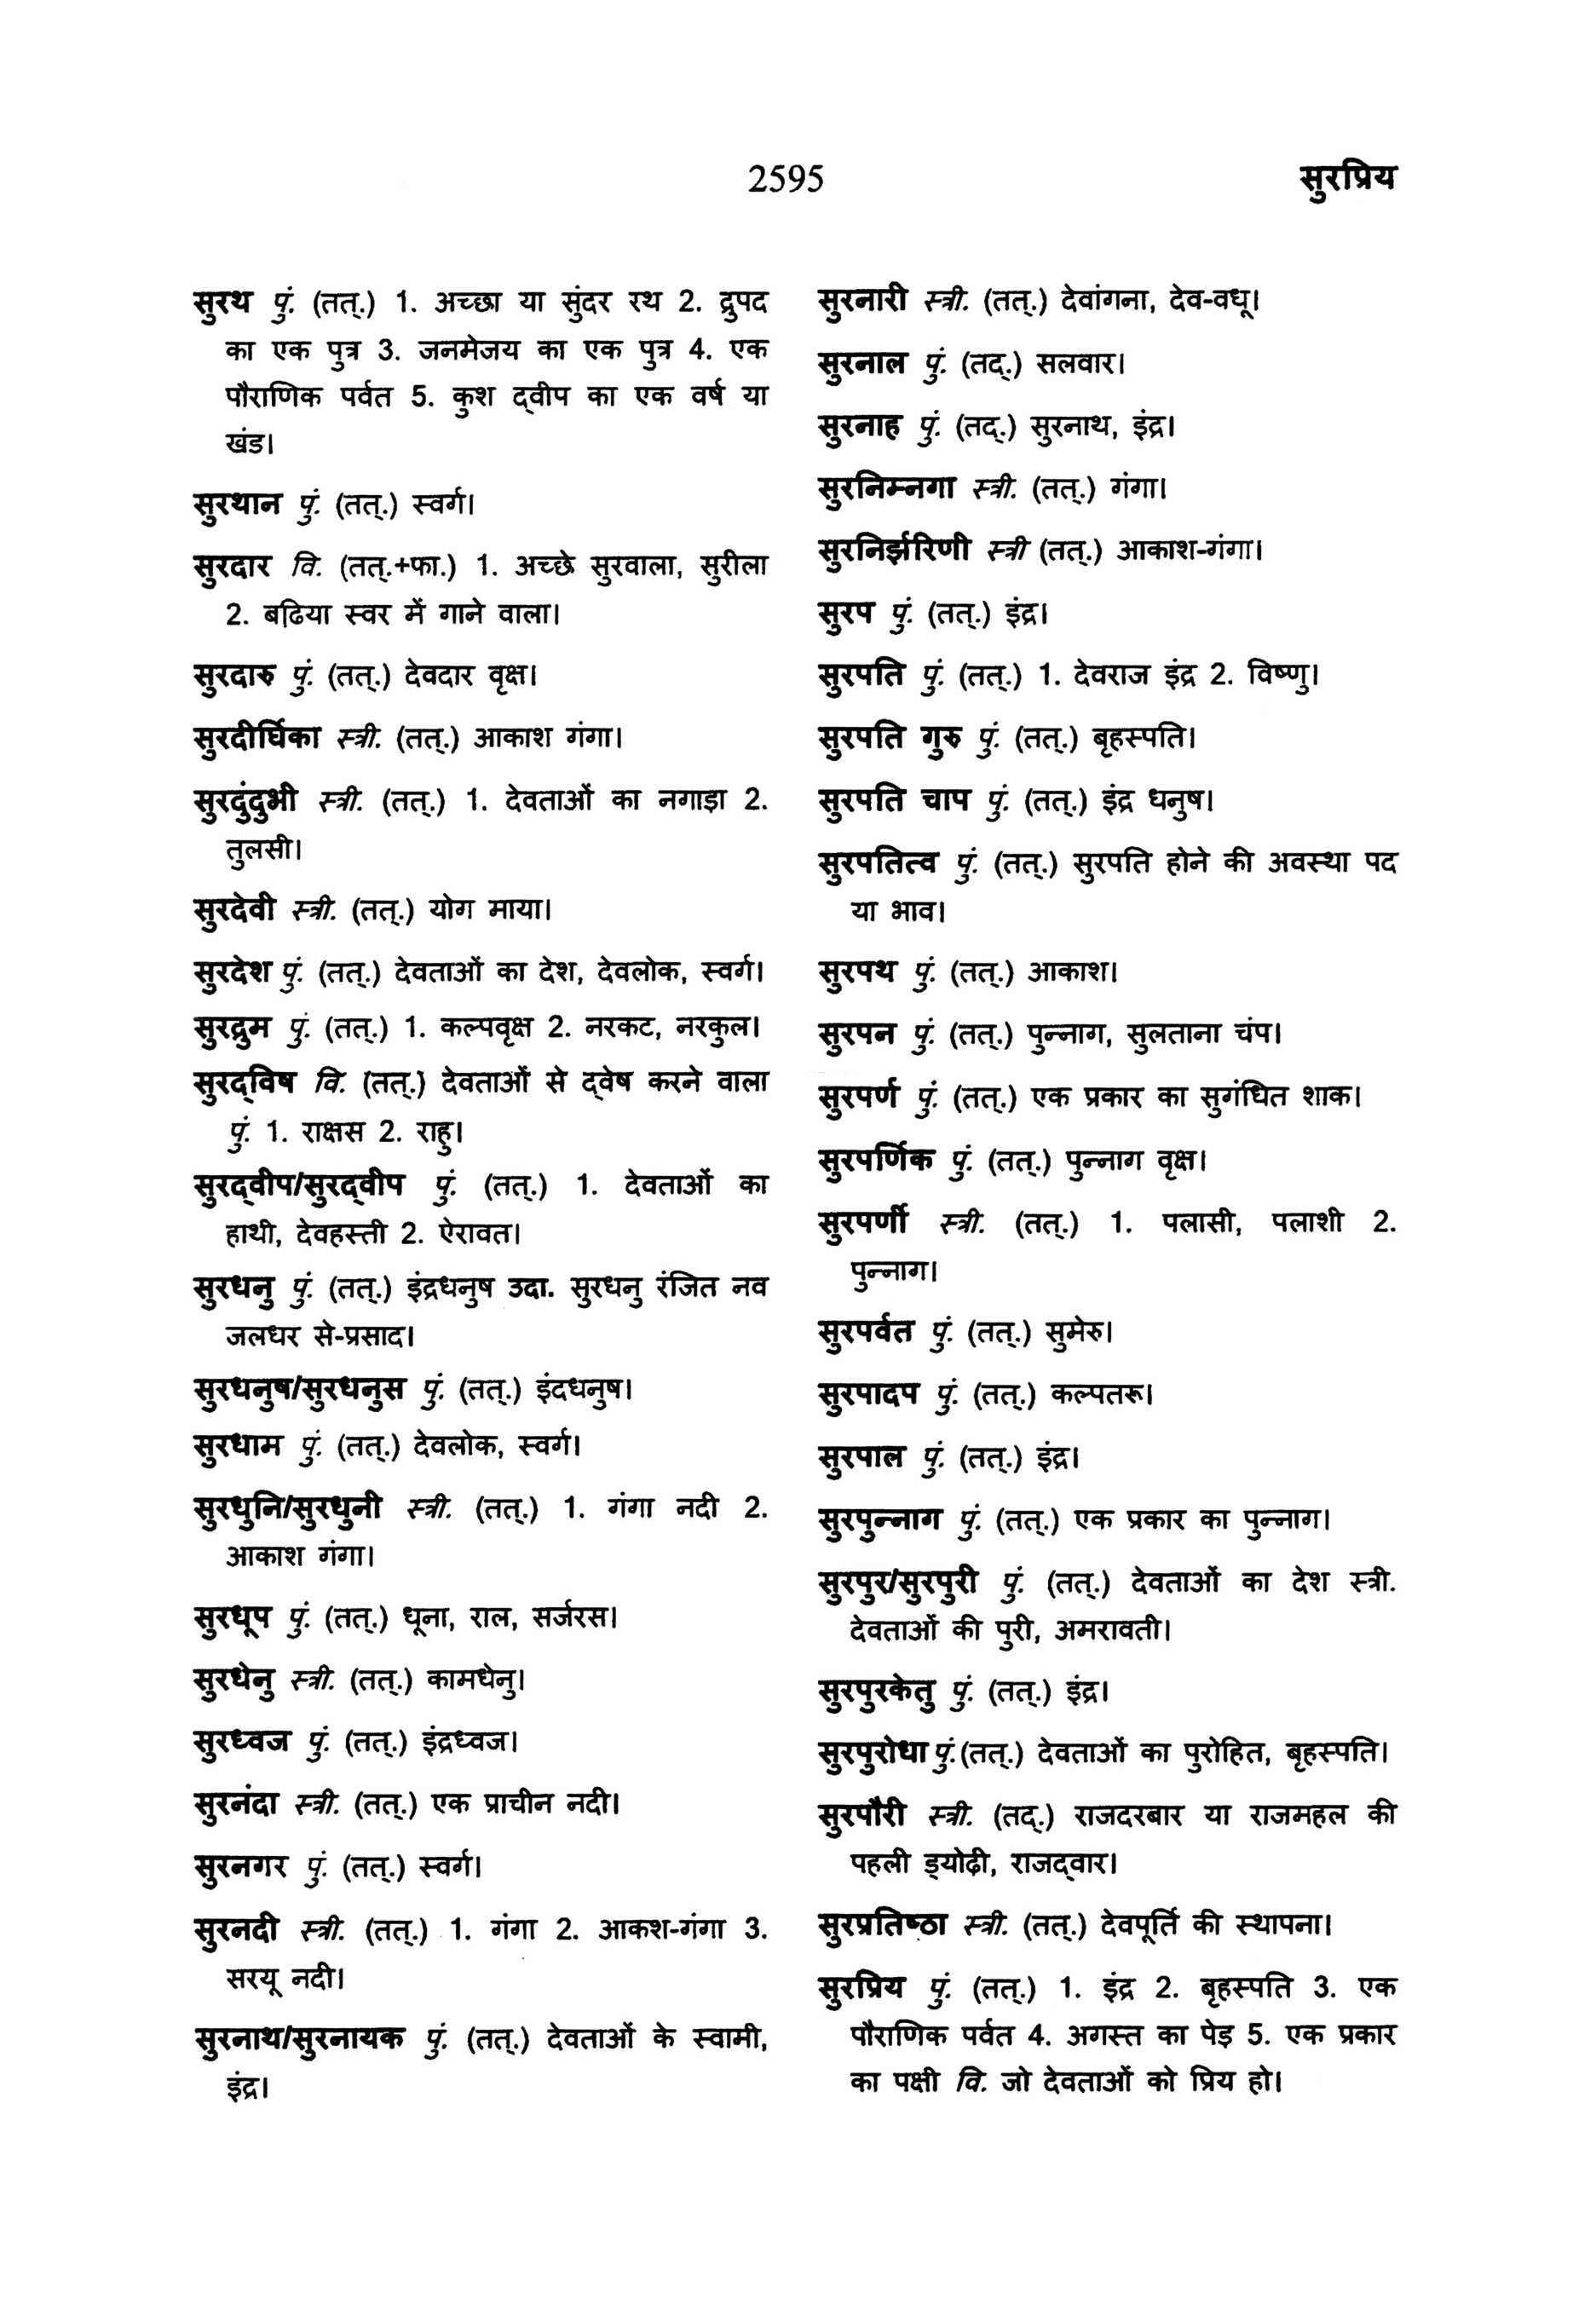 2595
सुरप्रिय
सुरथ पुं. (तत्.) 1. अच्छा या सुंदर रथ 2. द्रुपद
का एक पुत्र 3. जनमेजय का एक पुत्र 4. एक
पौराणिक पर्वत 5. कुश द्वीप का एक वर्ष या
खंड।
सुरथान पुं. (तत्.) स्वर्ग।
सुरदार वि. (तत्.+फा.) 1. अच्छे सुरवाला, सुरीला
2. बढ़िया स्वर में गाने वाला।
सुरदारु पुं. (तत्.) देवदार वृक्ष।
सुरदीर्घिका स्त्री. (तत्.) आकाश गंगा।
सुरदुंदुभी स्त्री. (तत्.) 1. देवताओं का नगाड़ा 2.
तुलसी।
सुरदेवी स्त्री. (तत्.) योग माया।
सुरदेश पुं. (तत्.) देवताओं का देश, देवलोक, स्वर्ग।
सुरद्रुम पुं. (तत्.) 1. कल्पवृक्ष 2. नरकट, नरकुल।
सुरद्‌विष वि. (तत्.) देवताओं से द्‌वेष करने वाला
पुं. 1. राक्षस 2. राहु।
सुरद्‌वीप/सुरद्‌वीप पुं. (तत्.) 1. देवताओं का
हाथी, देवहस्ती 2. ऐरावत।
सुरधनु पुं. (तत्.) इंद्रधनुष उदा. सुरधनु रंजित नव
जलधर से-प्रसाद।
सुरधनुष/सुरधनुस पुं. (तत्.) इंदधनुष।
सुरधाम पुं. (तत्.) देवलोक, स्वर्ग।
सुरधुनि/सुरधुनी स्त्री. (तत्.) 1. गंगा नदी 2.
आकाश गंगा।
सुरधूप पुं. (तत्.) धूना, राल, सर्जरस।
सुरधेनु स्त्री. (तत्.) कामधेनु।
सुरध्वज पुं. (तत्.) इंद्रध्वज।
सुरनंदा स्त्री. (तत्.) एक प्राचीन नदी।
सुरनगर पुं. (तत्.) स्वर्ग।
सुरनदी स्त्री. (तत्.) 1. गंगा 2. आकश-गंगा 3.
सरयू नदी।
सुरनाथ/सुरनायक पुं. (तत्.) देवताओं के स्वामी,
इंद्र।
सुरनारी स्त्री. (तत्.) देवांगना, देव-वधू।
सुरनाल पुं. (तद्.) सलवार।
सुरनाह पुं. (तद्.) सुरनाथ, इंद्र।
सुरनिम्नगा स्त्री. (तत्.) गंगा।
सुरनिर्झरिणी स्त्री (तत्.) आकाश-गंगा।
सुरप पुं. (तत्.) इंद्र।
सुरपति पुं. (तत्.) 1. देवराज इंद्र 2. विष्णु।
सुरपति गुरु पुं. (तत्.) बृहस्पति।
सुरपति चाप पुं. (तत्.) इंद्र धनुष।
सुरपतित्व पुं. (तत्.) सुरपति होने की अवस्था पद
या भाव।
सुरपथ पुं. (तत्.) आकाश।
सुरपन पुं. (तत्.) पुन्नाग, सुलताना चंप।
सुरपर्ण पुं. (तत्.) एक प्रकार का सुगंधित शाक।
सुरपर्णिक पुं. (तत्.) पुन्नाग वृक्ष।
सुरपर्णी स्त्री. (तत्.) 1. पलासी, पलाशी 2.
पुन्नाग।
सुरपर्वत पुं. (तत्.) सुमेरु।
सुरपादप पुं. (तत्.) कल्पतरू।
सुरपाल पुं. (तत्.) इंद्र।
सुरपुन्नाग पुं. (तत्.) एक प्रकार का पुन्नाग।
सुरपुर/सुरपुरी पुं. (तत्.) देवताओं का देश स्त्री.
देवताओं की पुरी, अमरावती।
सुरपुरकेतु पुं. (तत्.) इंद्र।
सुरपुरोधा पुं.(तत्.) देवताओं का पुरोहित, बृहस्पति।
सुरपौरी स्त्री. (तद्.) राजदरबार या राजमहल की
पहली ड्‌योढ़ी, राजद्‌वार।
सुरप्रतिष्ठा स्त्री. (तत्.) देवपूर्ति की स्थापना।
सुरप्रिय पुं. (तत्.) 1. इंद्र 2. बृहस्पति 3. एक
पौराणिक पर्वत 4. अगस्त का पेड़ 5. एक प्रकार
का पक्षी वि. जो देवताओं को प्रिय हो।